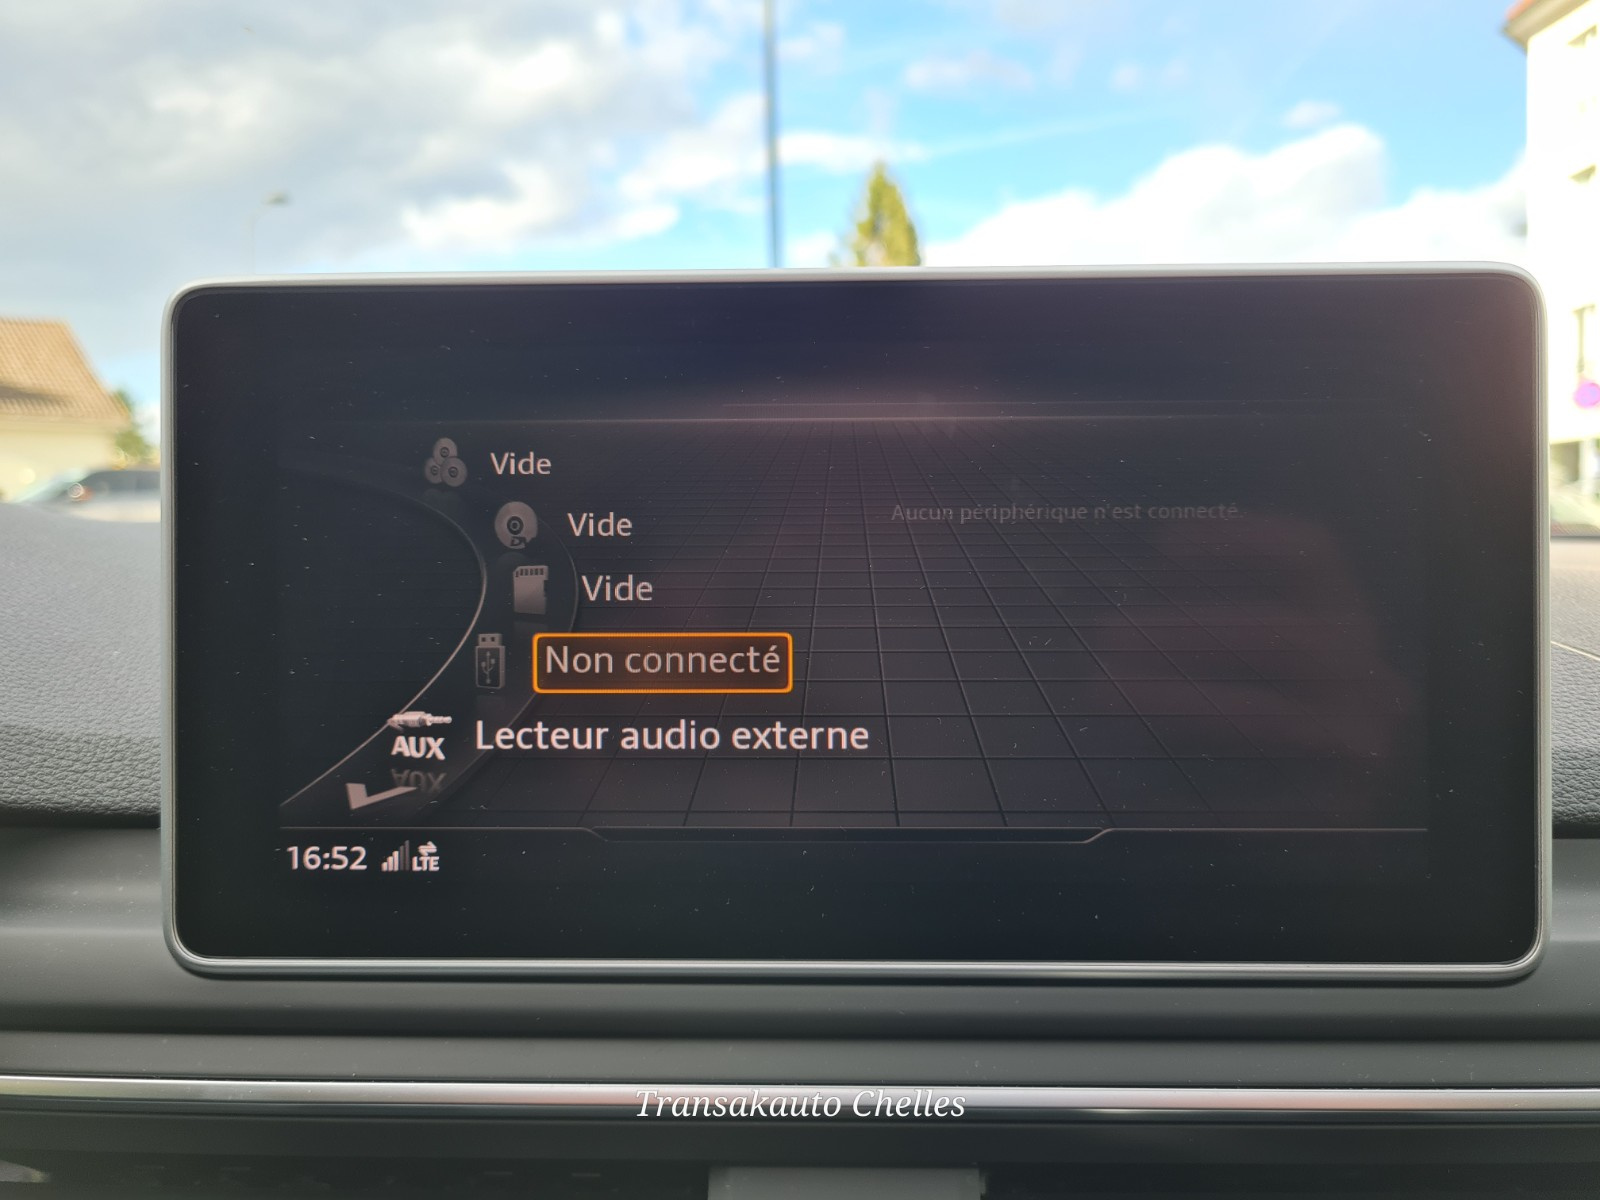 Vide
Vide
Aucun périphérique n'est connecté.
Vide
Non connecté
AUX
Lecteur audio externe
16:52 LTE
Transakauto Chelles